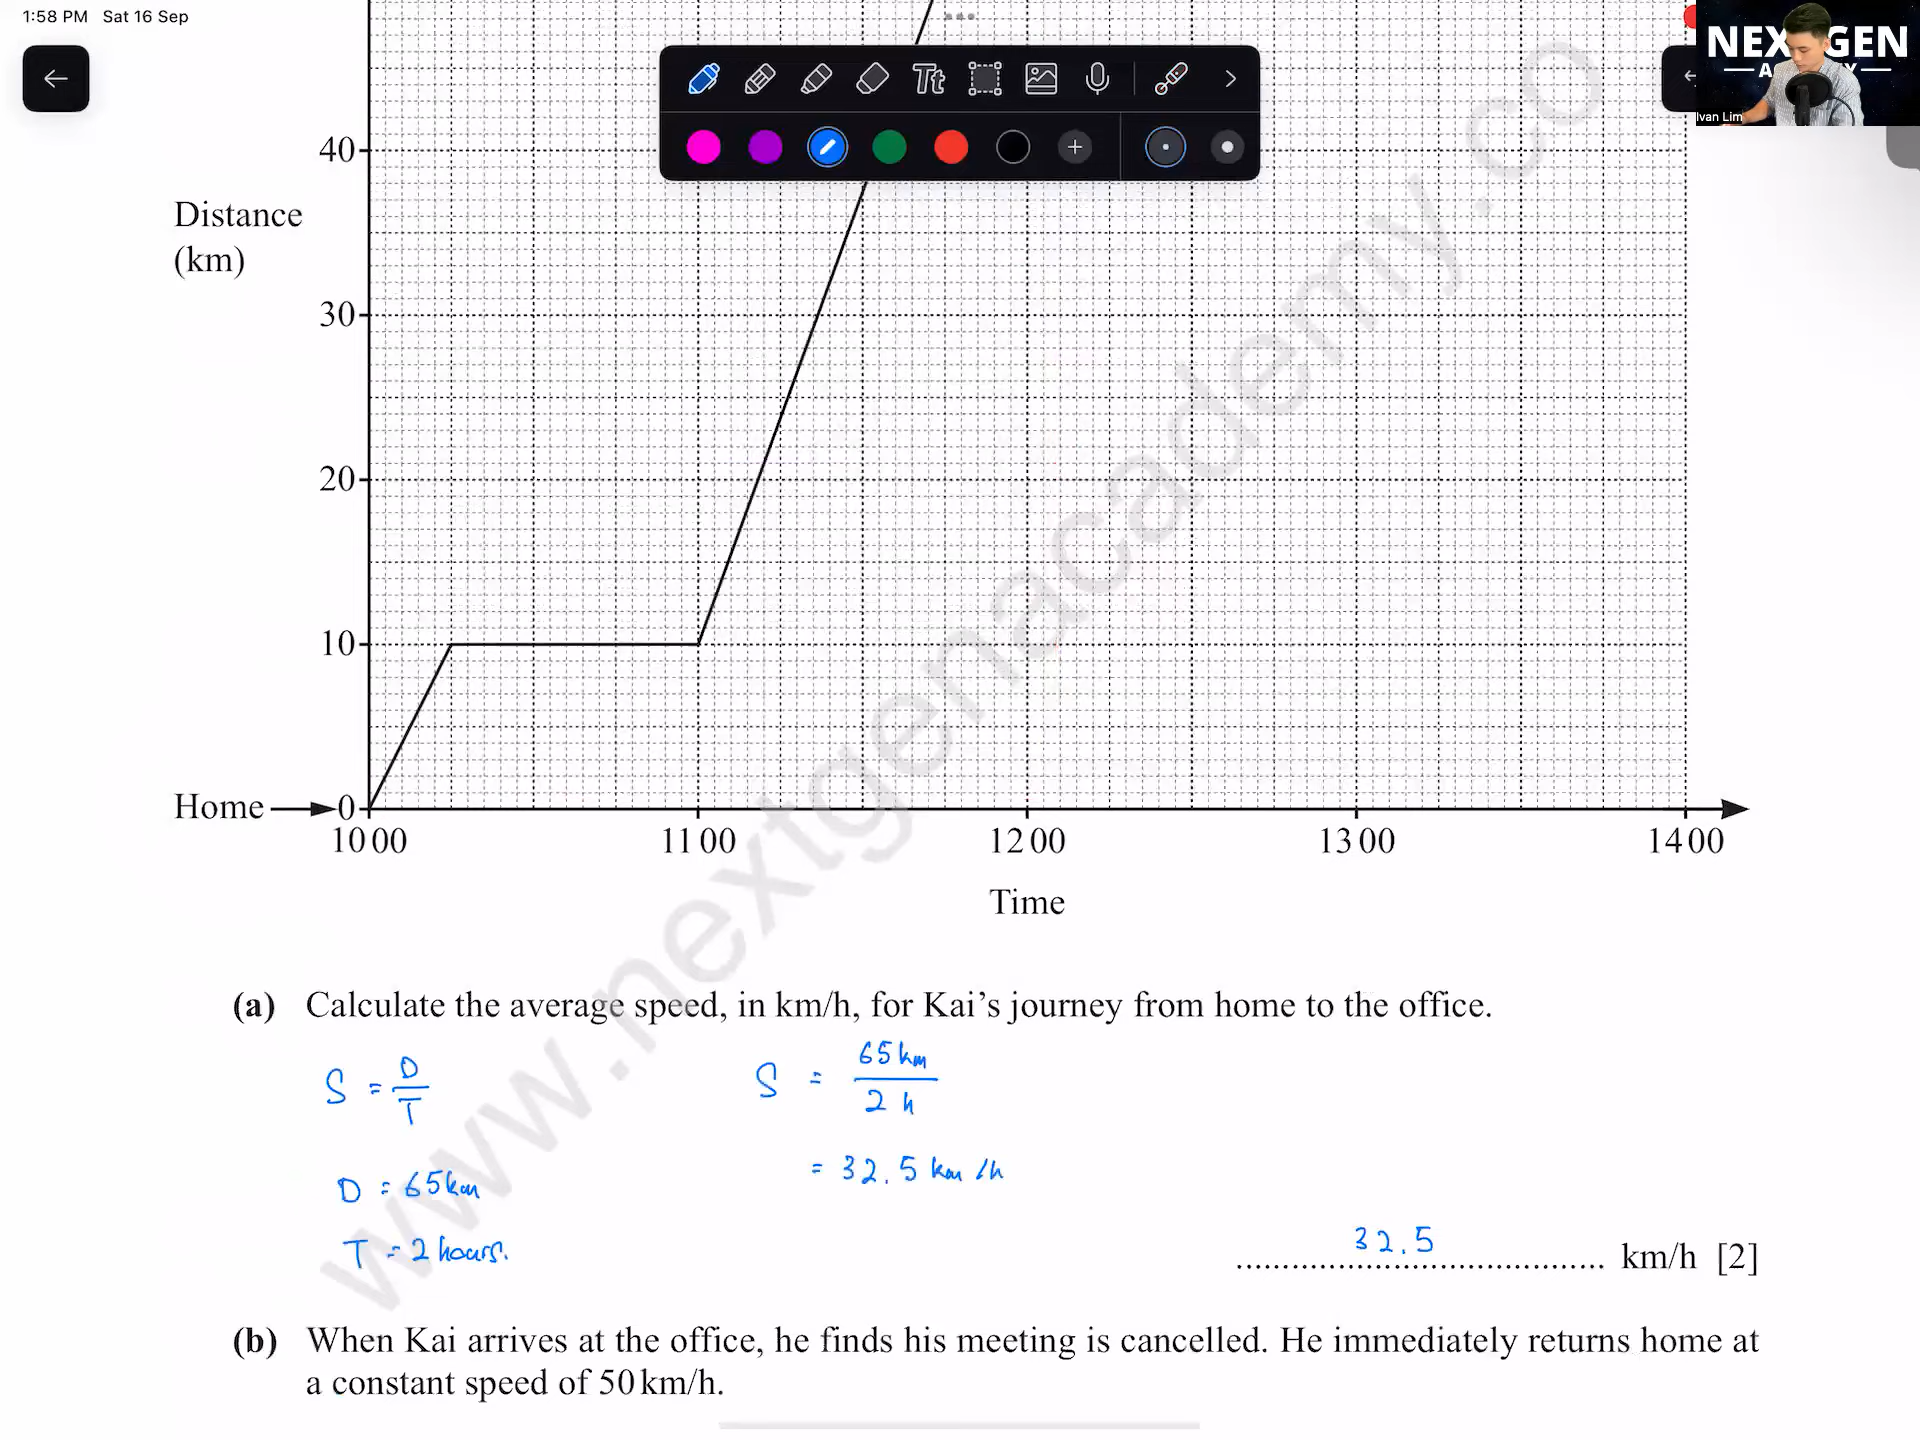 1:58 PM Sat 16 Sep
NEXTGEN
Ivan Lim
Tt
40
Distance
(km)
30
20
10
Home
0
10 00
11 00
12 00
13 00
14 00
Time
www.nextgenacademy.co
(a) Calculate the average speed, in km/h, for Kai’s journey from home to the office.
S = D/T
S = 65 km / 2 h
= 32.5 km/h
D = 65km
T = 2 hours.
32.5
km/h [2]
(b) When Kai arrives at the office, he finds his meeting is cancelled. He immediately returns home at
a constant speed of 50 km/h.